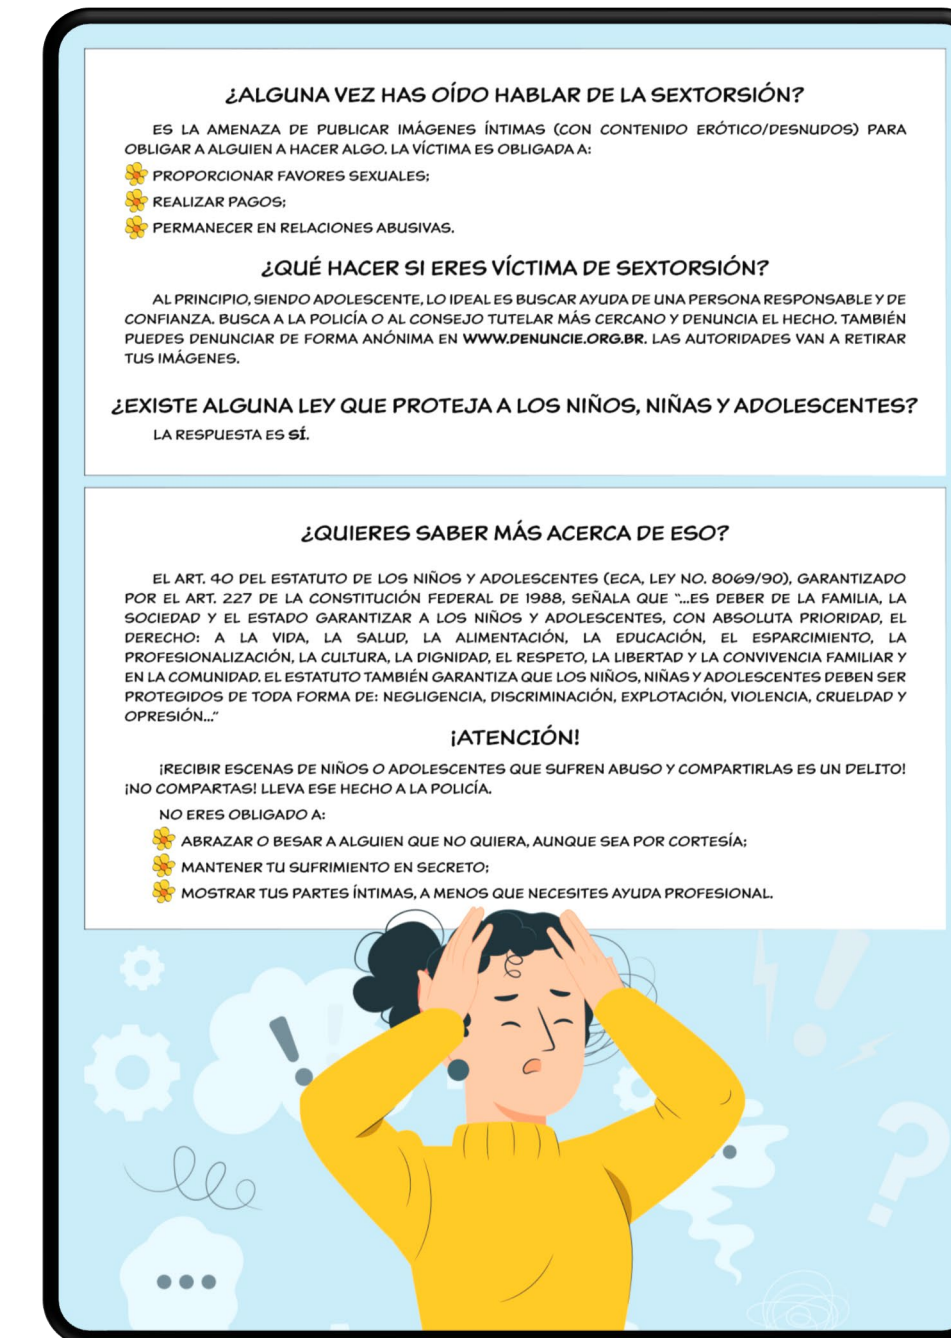 ¿ALGUNA VEZ HAS OÍDO HABLAR DE LA SEXTORSIÓN?
ES LA AMENAZA DE PUBLICAR IMÁGENES ÍNTIMAS (CON CONTENIDO ERÓTICO/DESNUDOS) PARA
OBLIGAR A ALGUIEN A HACER ALGO. LA VÍCTIMA ES OBLIGADA A:
PROPORCIONAR FAVORES SEXUALES;
REALIZAR PAGOS;
PERMANECER EN RELACIONES ABUSIVAS.
¿QUÉ HACER SI ERES VÍCTIMA DE SEXTORSIÓN?
AL PRINCIPIO, SIENDO ADOLESCENTE, LO IDEAL ES BUSCAR AYUDA DE UNA PERSONA RESPONSABLE Y DE
CONFIANZA. BUSCA A LA POLICÍA O AL CONSEJO TUTELAR MÁS CERCANO Y DENUNCIA EL HECHO. TAMBIÉN
PUEDES DENUNCIAR DE FORMA ANÓNIMA EN WWW.DENUNCIE.ORG.BR. LAS AUTORIDADES VAN A RETIRAR
TUS IMÁGENES.
¿EXISTE ALGUNA LEY QUE PROTEJA A LOS NIÑOS, NIÑAS Y ADOLESCENTES?
LA RESPUESTA ES SÍ.
¿QUIERES SABER MÁS ACERCA DE ESO?
EL ART. 40 DEL ESTATUTO DE LOS NIÑOS Y ADOLESCENTES (ECA, LEY NO. 8069/90), GARANTIZADO
POR EL ART. 227 DE LA CONSTITUCIÓN FEDERAL DE 1988, SEÑALA QUE "...ES DEBER DE LA FAMILIA, LA
SOCIEDAD Y EL ESTADO GARANTIZAR A LOS NIÑOS Y ADOLESCENTES, CON ABSOLUTA PRIORIDAD, EL
DERECHO: A LA VIDA, LA SALUD, LA ALIMENTACIÓN, LA EDUCACIÓN, EL ESPARCIMIENTO, LA
PROFESIONALIZACIÓN, LA CULTURA, LA DIGNIDAD, EL RESPETO, LA LIBERTAD Y LA CONVIVENCIA FAMILIAR Y
EN LA COMUNIDAD. EL ESTATUTO TAMBIÉN GARANTIZA QUE LOS NIÑOS, NIÑAS Y ADOLESCENTES DEBEN SER
PROTEGIDOS DE TODA FORMA DE: NEGLIGENCIA, DISCRIMINACIÓN, EXPLOTACIÓN, VIOLENCIA, CRUELDAD Y
OPRESIÓN..."
¡ATENCIÓN!
¡RECIBIR ESCENAS DE NIÑOS O ADOLESCENTES QUE SUFREN ABUSO Y COMPARTIRLAS ES UN DELITO!
¡NO COMPARTAS! LLEVA ESE HECHO A LA POLICÍA.
NO ERES OBLIGADO A:
ABRAZAR O BESAR A ALGUIEN QUE NO QUIERA, AUNQUE SEA POR CORTESÍA;
MANTENER TU SUFRIMIENTO EN SECRETO;
MOSTRAR TUS PARTES ÍNTIMAS, A MENOS QUE NECESITES AYUDA PROFESIONAL.